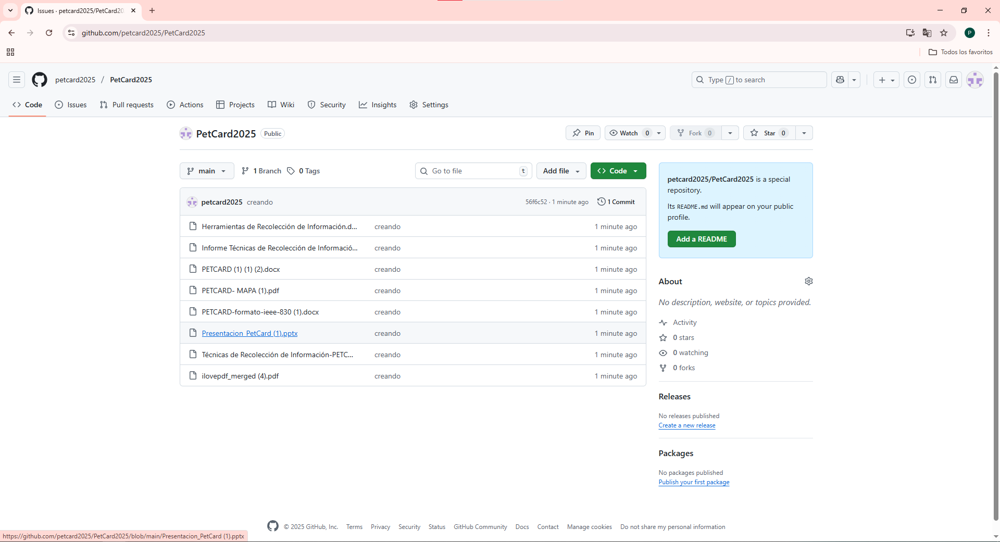 Issues · petcard2025/PetCard20
github.com/petcard2025/PetCard2025
P
Todos los favoritos
petcard2025 / PetCard2025
Type / to search
Code
Issues
Pull requests
Actions
Projects
Wiki
Security
Insights
Settings
PetCard2025 Public
Pin
Watch 0
Fork 0
Star 0
main
1 Branch
0 Tags
Go to file t
Add file
Code
petcard2025 creando 56f6c52 · 1 minute ago 1 Commit
Herramientas de Recolección de Información.d... creando 1 minute ago
Informe Técnicas de Recolección de Informació... creando 1 minute ago
PETCARD (1) (1) (2).docx creando 1 minute ago
PETCARD- MAPA (1).pdf creando 1 minute ago
PETCARD-formato-ieee-830 (1).docx creando 1 minute ago
Presentacion_PetCard (1).pptx creando 1 minute ago
Técnicas de Recolección de Información-PETC... creando 1 minute ago
ilovepdf_merged (4).pdf creando 1 minute ago
petcard2025/PetCard2025 is a special
repository.
Its README.md will appear on your public
profile.
Add a README
About
No description, website, or topics provided.
Activity
0 stars
0 watching
0 forks
Releases
No releases published
Create a new release
Packages
No packages published
Publish your first package
© 2025 GitHub, Inc. Terms Privacy Security Status GitHub Community Docs Contact Manage cookies Do not share my personal information
https://github.com/petcard2025/PetCard2025/blob/main/Presentacion_PetCard (1).pptx